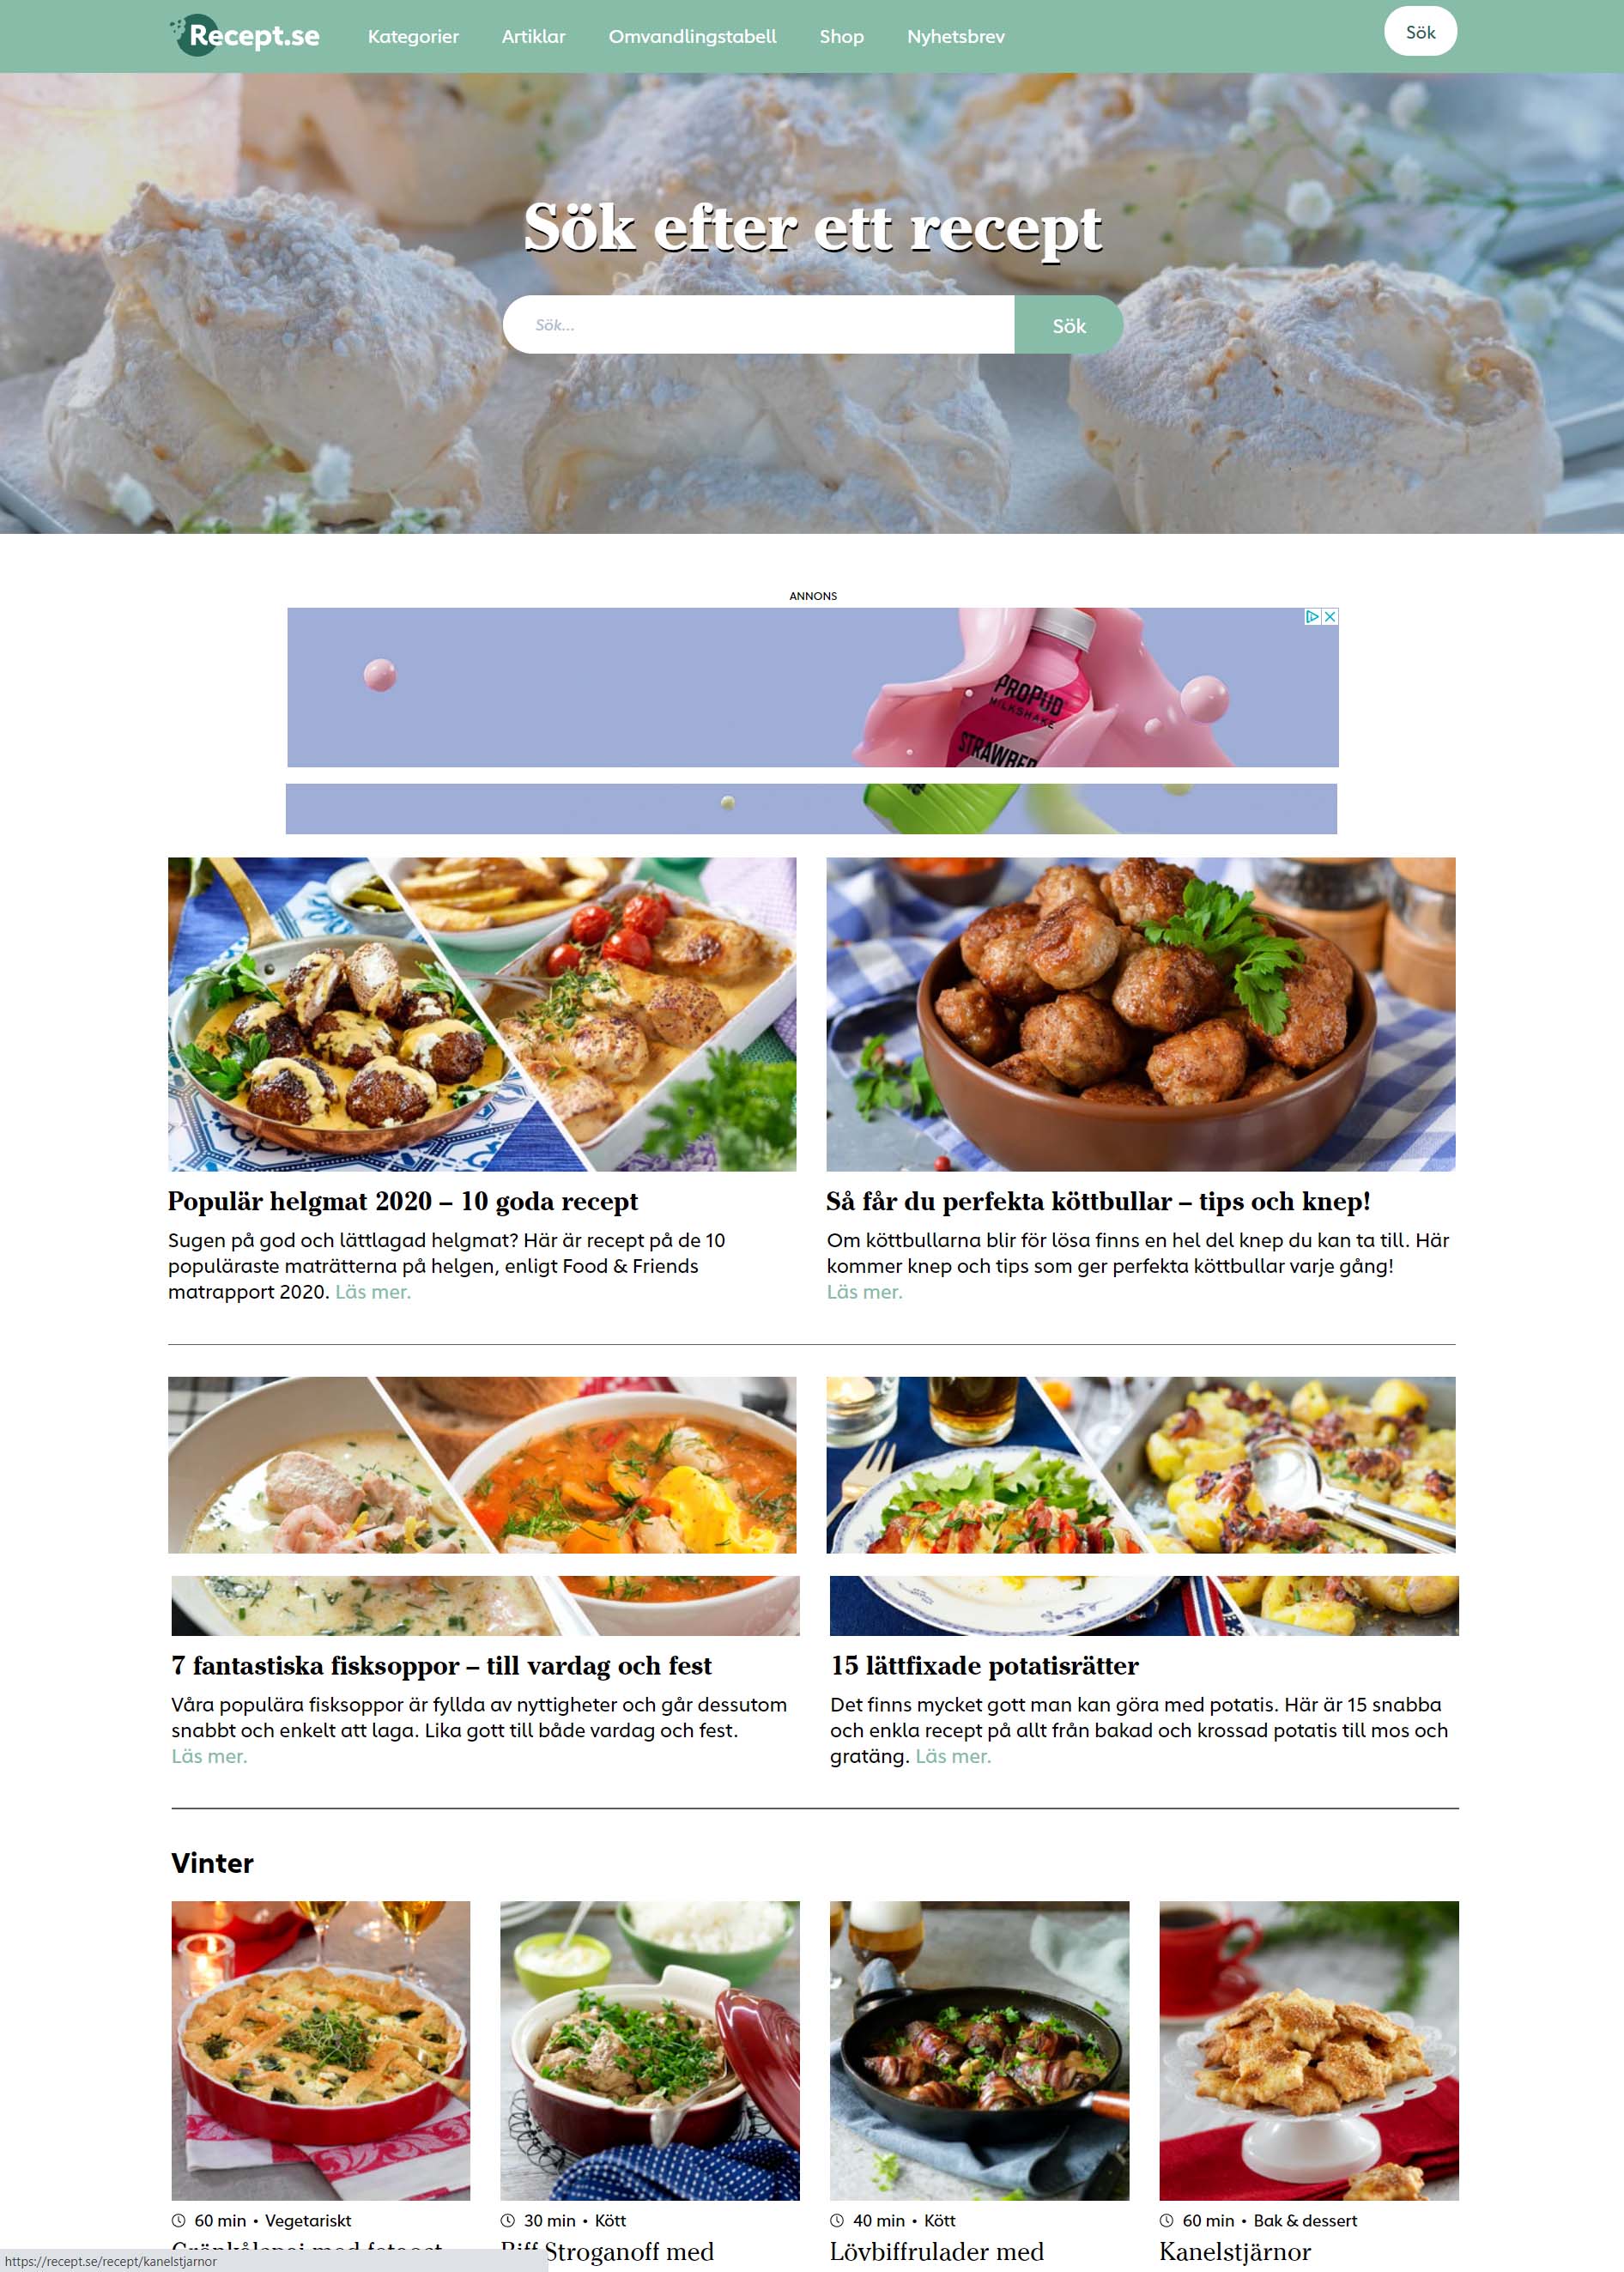 Recept.se
Kategorier
Artiklar
Omvandlingstabell
Shop
Nyhetsbrev
Sök
Sök efter ett recept
Sök...
Sök
ANNONS
PROPUD
MILKSHAKE
Populär helgmat 2020 – 10 goda recept
Sugen på god och lättlagad helgmat? Här är recept på de 10
populäraste maträtterna på helgen, enligt Food & Friends
matrapport 2020. Läs mer.
Så får du perfekta köttbullar – tips och knep!
Om köttbullarna blir för lösa finns en hel del knep du kan ta till. Här
kommer knep och tips som ger perfekta köttbullar varje gång!
Läs mer.
7 fantastiska fisksoppor – till vardag och fest
Våra populära fisksoppor är fyllda av nyttigheter och går dessutom
snabbt och enkelt att laga. Lika gott till både vardag och fest.
Läs mer.
15 lättfixade potatisrätter
Det finns mycket gott man kan göra med potatis. Här är 15 snabba
och enkla recept på allt från bakad och krossad potatis till mos och
gratäng. Läs mer.
Vinter
60 min • Vegetariskt
30 min • Kött
Stroganoff med
40 min • Kött
Lövbiffrulader med
60 min • Bak & dessert
Kanelstjärnor
https://recept.se/recept/kanelstjarnor